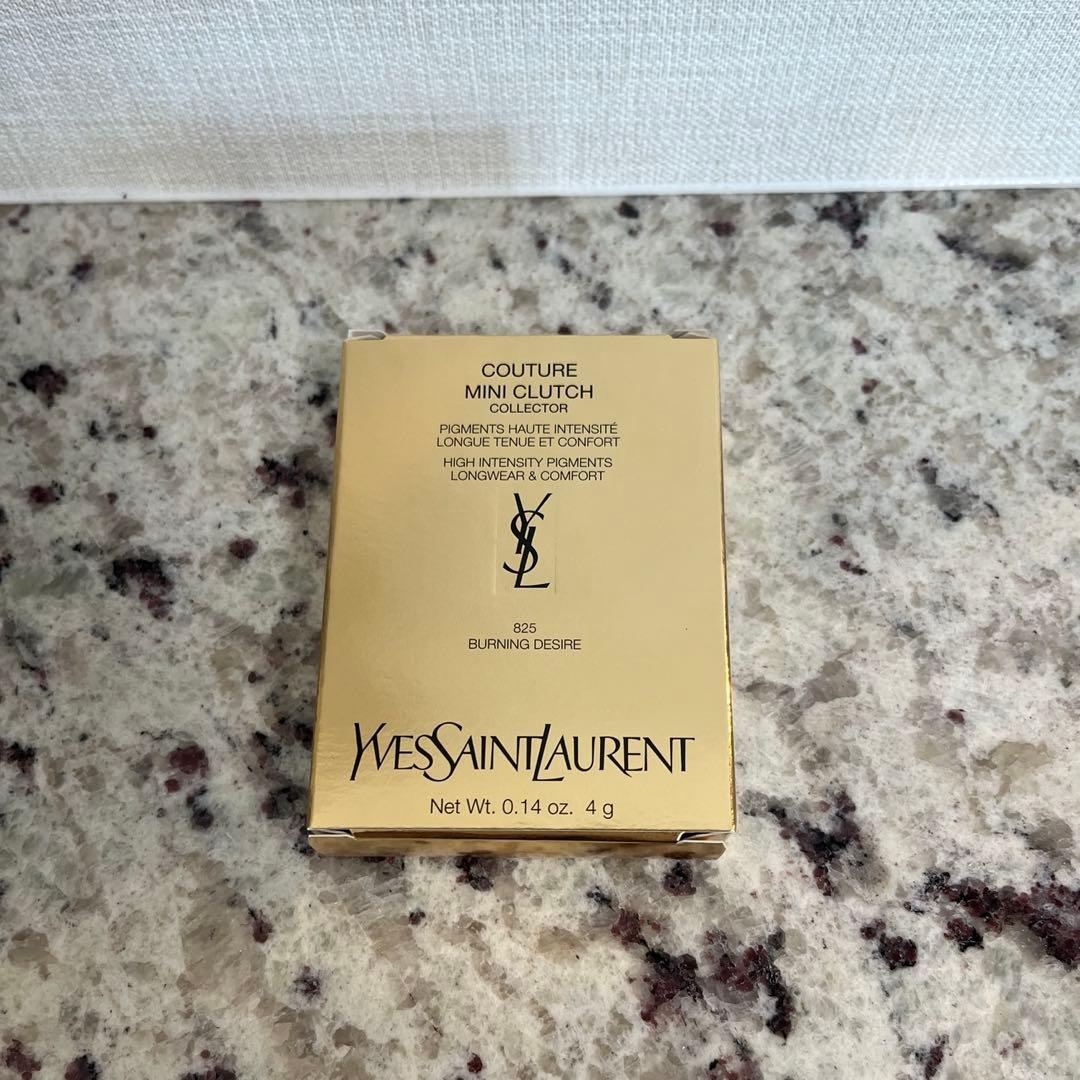 COUTURE
MINI CLUTCH
COLLECTOR
PIGMENTS HAUTE INTENSITÉ
LONGUE TENUE ET CONFORT
HIGH INTENSITY PIGMENTS
LONGWEAR & COMFORT
YSL
825
BURNING DESIRE
YVESSAINTLAURENT
Net Wt. 0.14 oz. 4 g